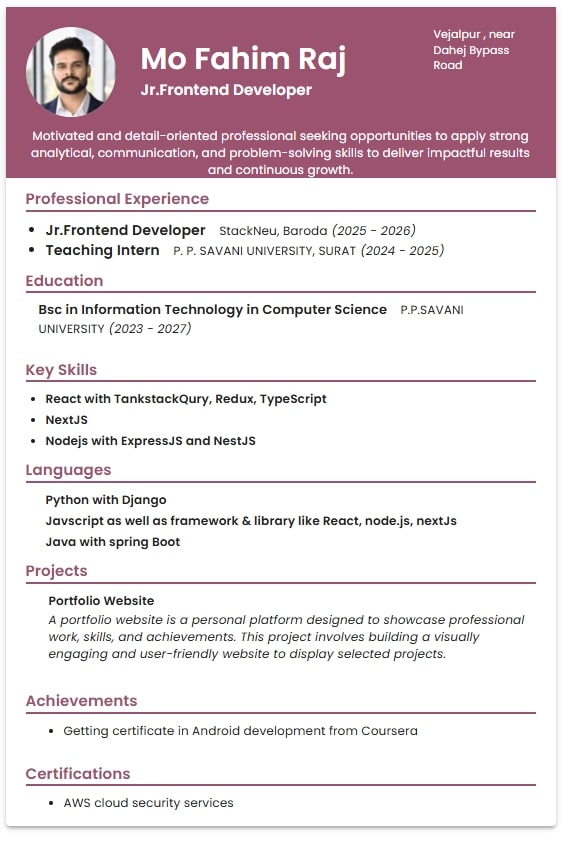 Mo Fahim Raj
Jr.Frontend Developer
Vejalpur , near
Dahej Bypass
Road
Motivated and detail-oriented professional seeking opportunities to apply strong
analytical, communication, and problem-solving skills to deliver impactful results
and continuous growth.
Professional Experience
• Jr.Frontend Developer StackNeu, Baroda (2025 - 2026)
• Teaching Intern P. P. SAVANI UNIVERSITY, SURAT (2024 - 2025)
Education
Bsc in Information Technology in Computer Science P.P.SAVANI
UNIVERSITY (2023 - 2027)
Key Skills
• React with TankstackQury, Redux, TypeScript
• NextJS
• Nodejs with ExpressJS and NestJS
Languages
Python with Django
Javscript as well as framework & library like React, node.js, nextJs
Java with spring Boot
Projects
Portfolio Website
A portfolio website is a personal platform designed to showcase professional
work, skills, and achievements. This project involves building a visually
engaging and user-friendly website to display selected projects.
Achievements
• Getting certificate in Android development from Coursera
Certifications
• AWS cloud security services